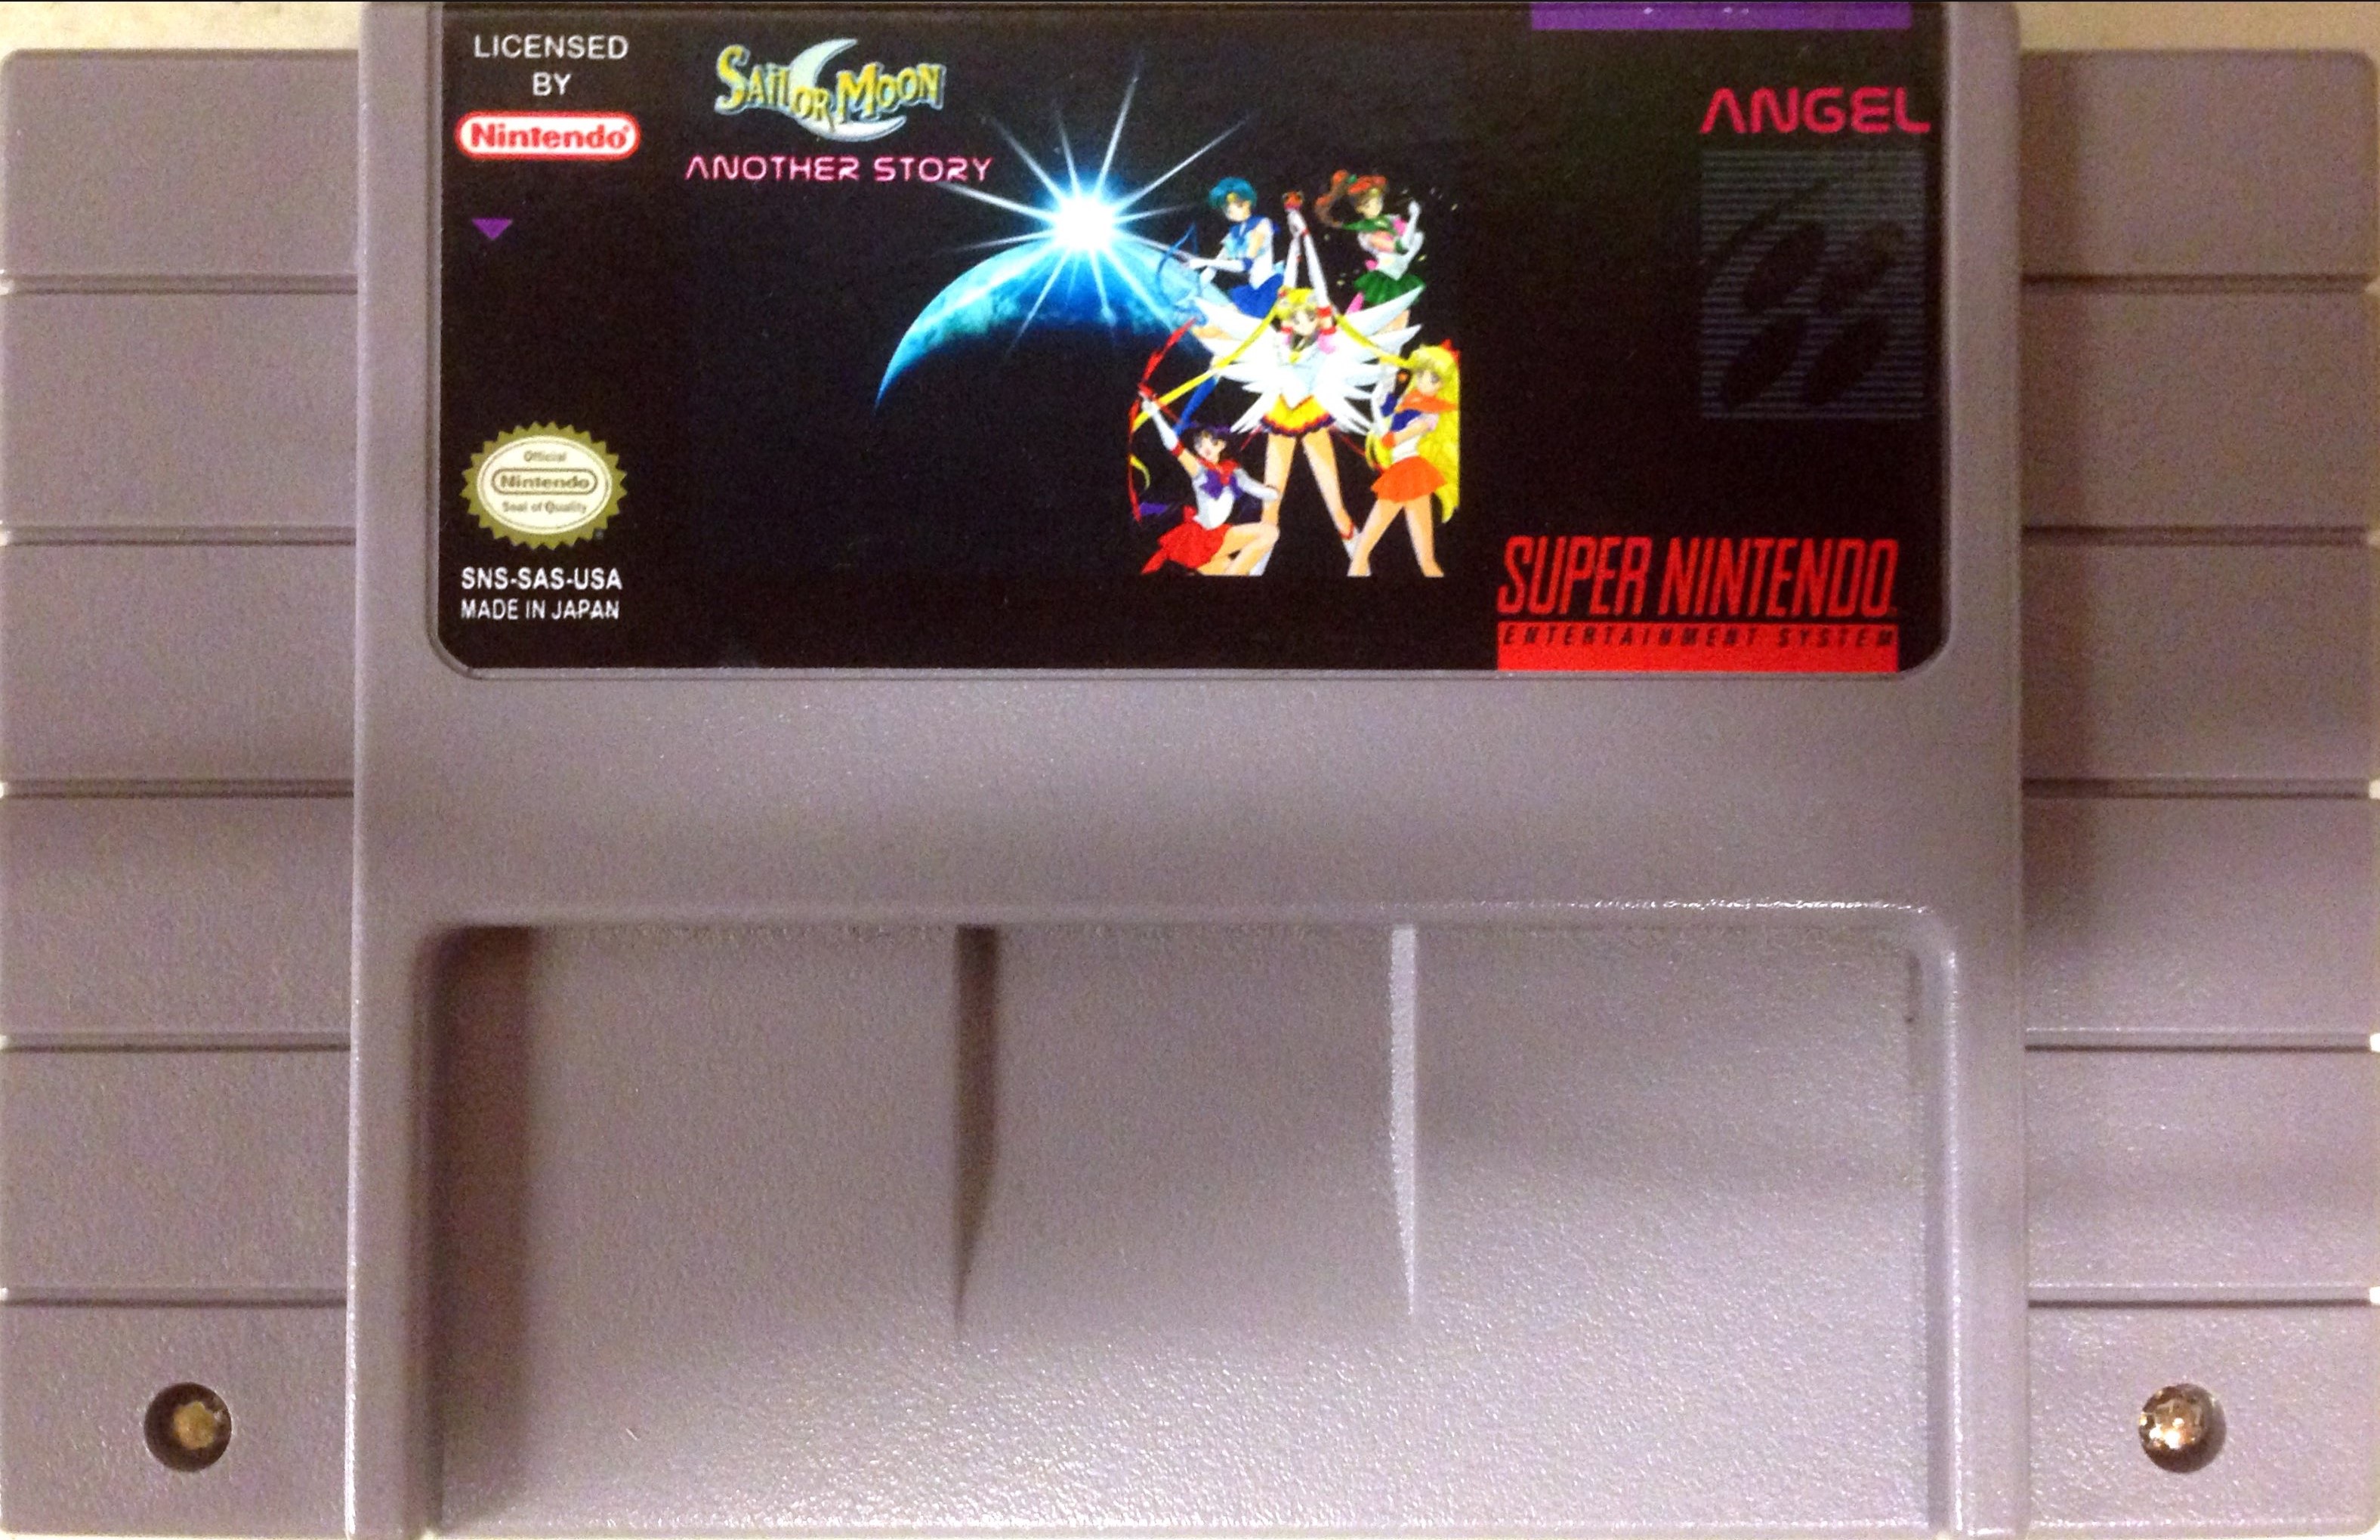 LICENSED
BY
Nintendo®
SAILOR MOON
ANOTHER STORY
ANGEL
Official
Nintendo
Seal of Quality
SNS-SAS-USA
MADE IN JAPAN
SUPER NINTENDO
ENTERTAINMENT SYSTEM